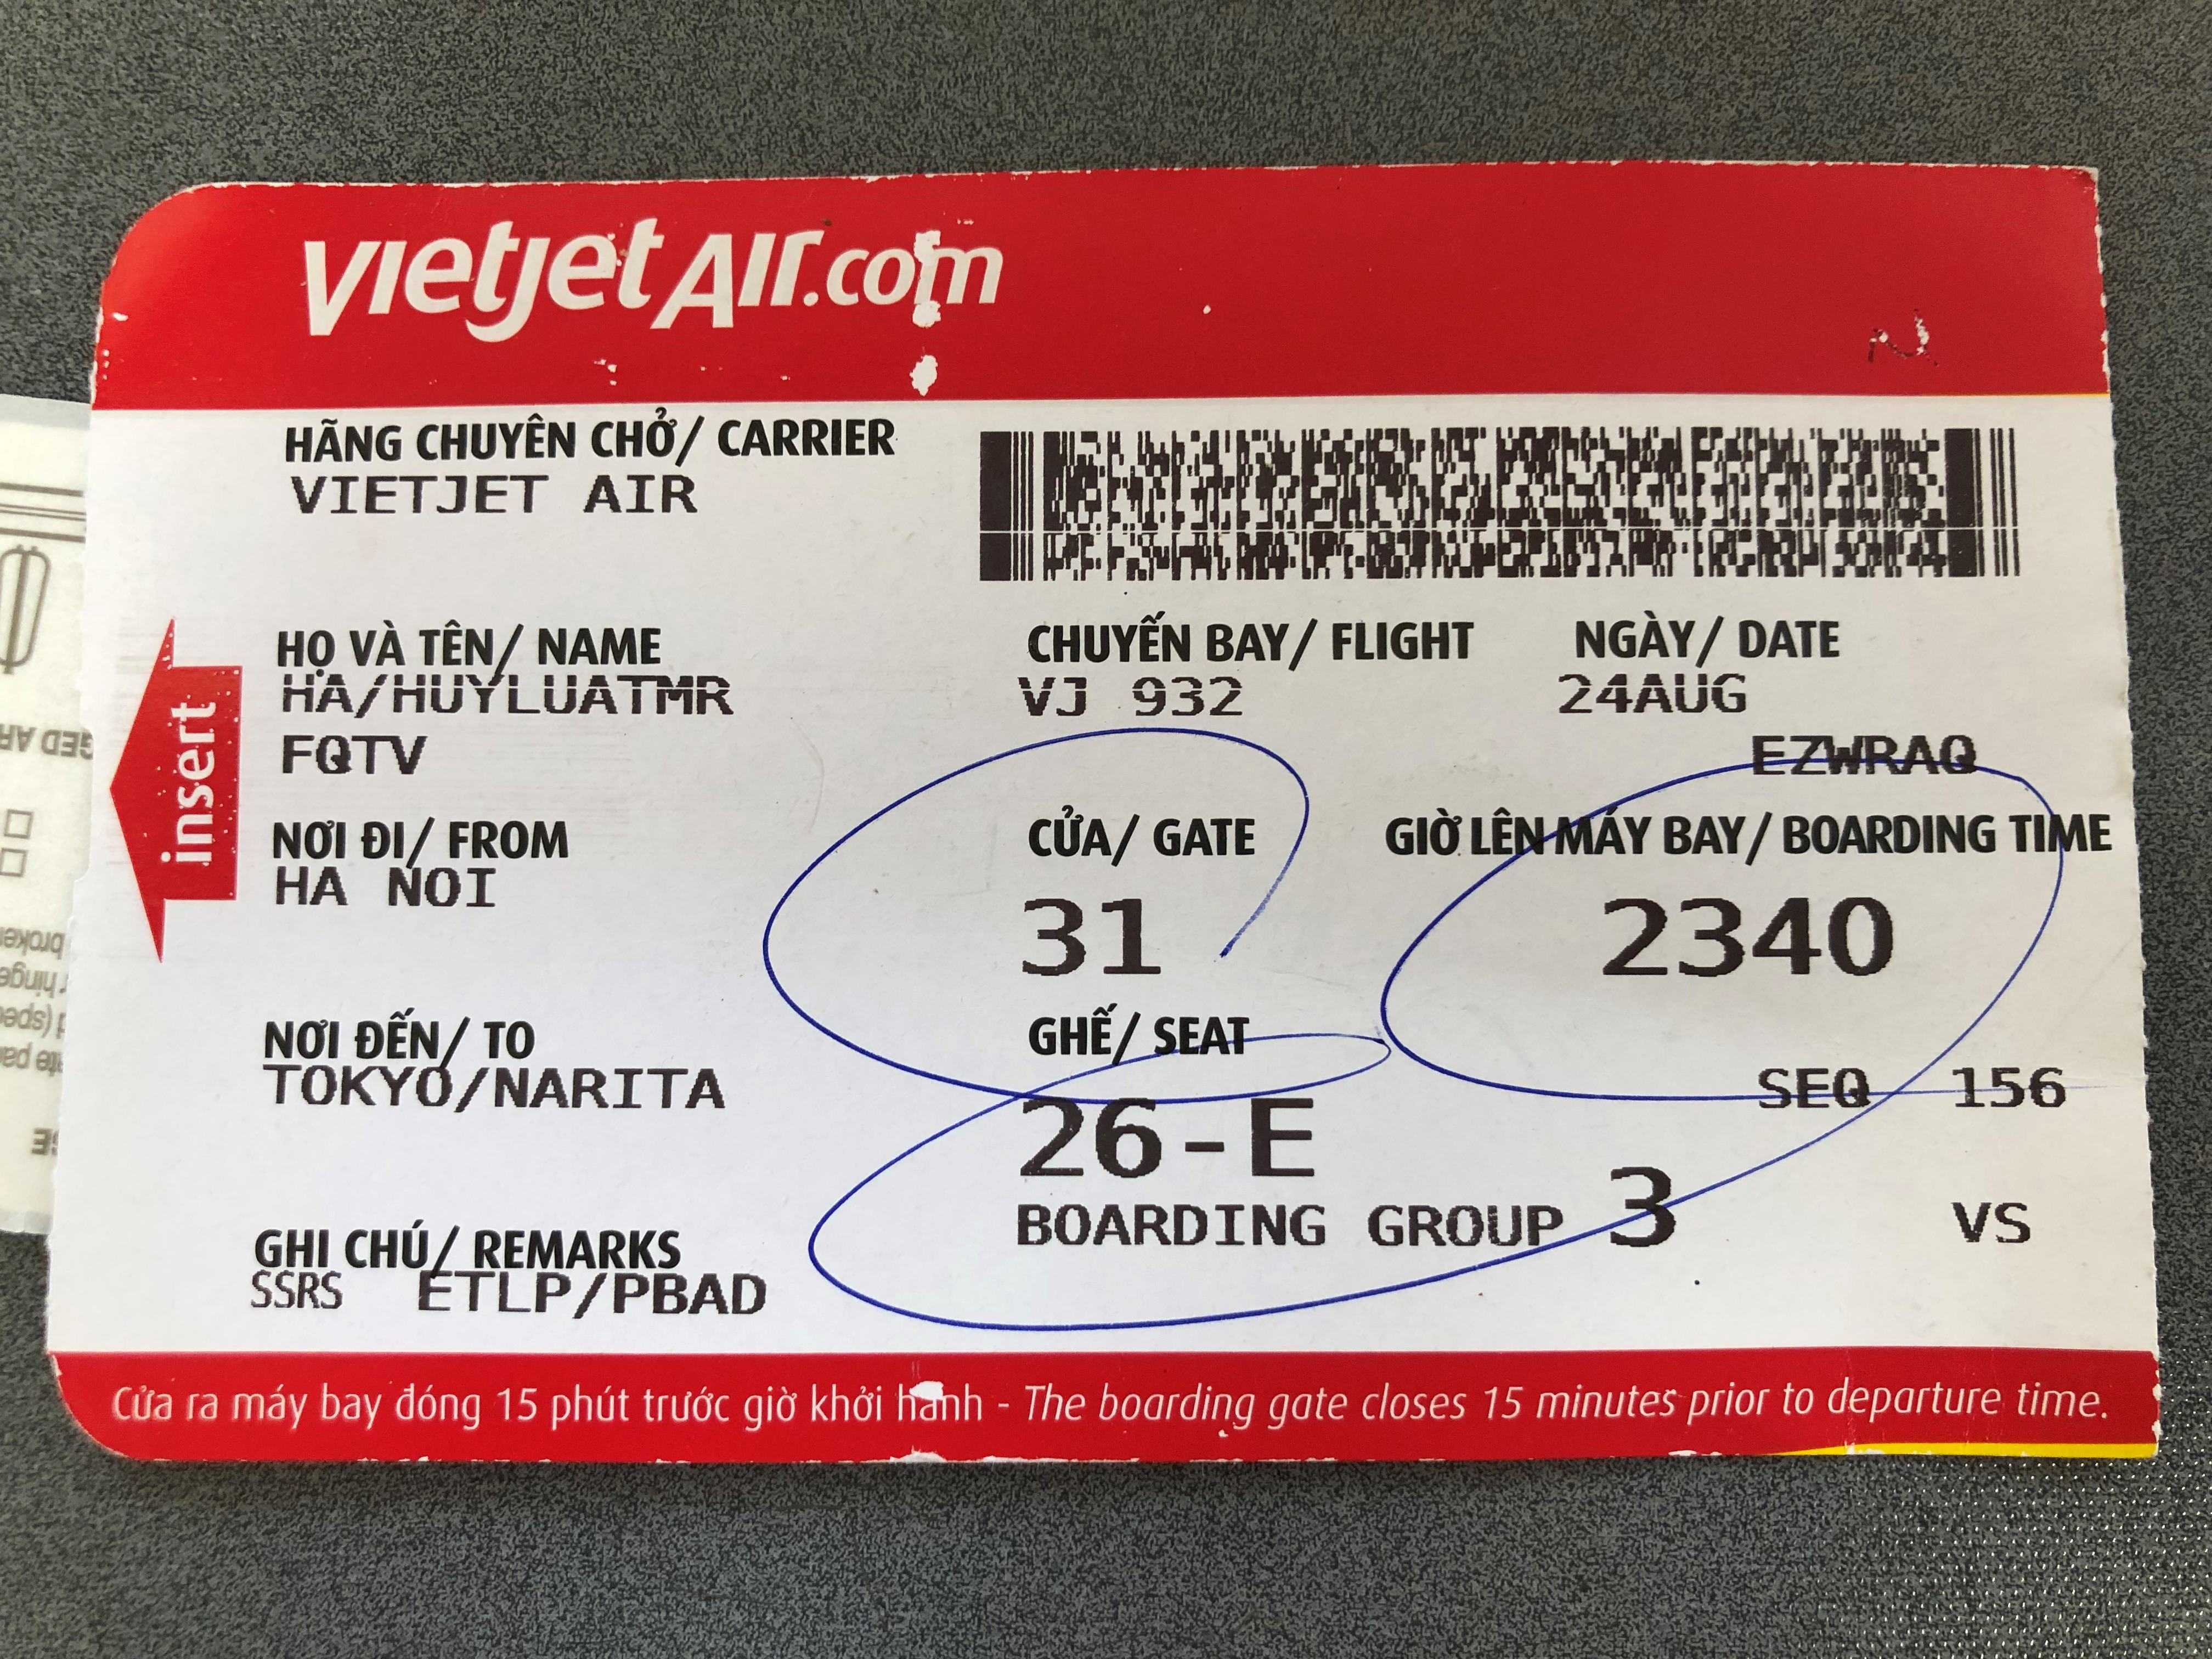 vietjetAir.com
HÃNG CHUYÊN CHỞ/ CARRIER
VIETJET AIR
HỌ VÀ TÊN/ NAME
HA/HUYLUATMR
FQTV
CHUYẾN BAY/ FLIGHT
VJ 932
NGÀY/ DATE
24AUG
EZWRAQ
insert
NƠI ĐI/ FROM
HA NOI
CỬA/ GATE
31
GIỜ LÊN MÁY BAY/ BOARDING TIME
2340
NƠI ĐẾN/ TO
TOKYO/NARITA
GHẾ/ SEAT
26-E
SEQ 156
BOARDING GROUP 3
VS
GHI CHÚ/ REMARKS
SSRS ETLP/PBAD
Cửa ra máy bay đóng 15 phút trước giờ khởi hành - The boarding gate closes 15 minutes prior to departure time.